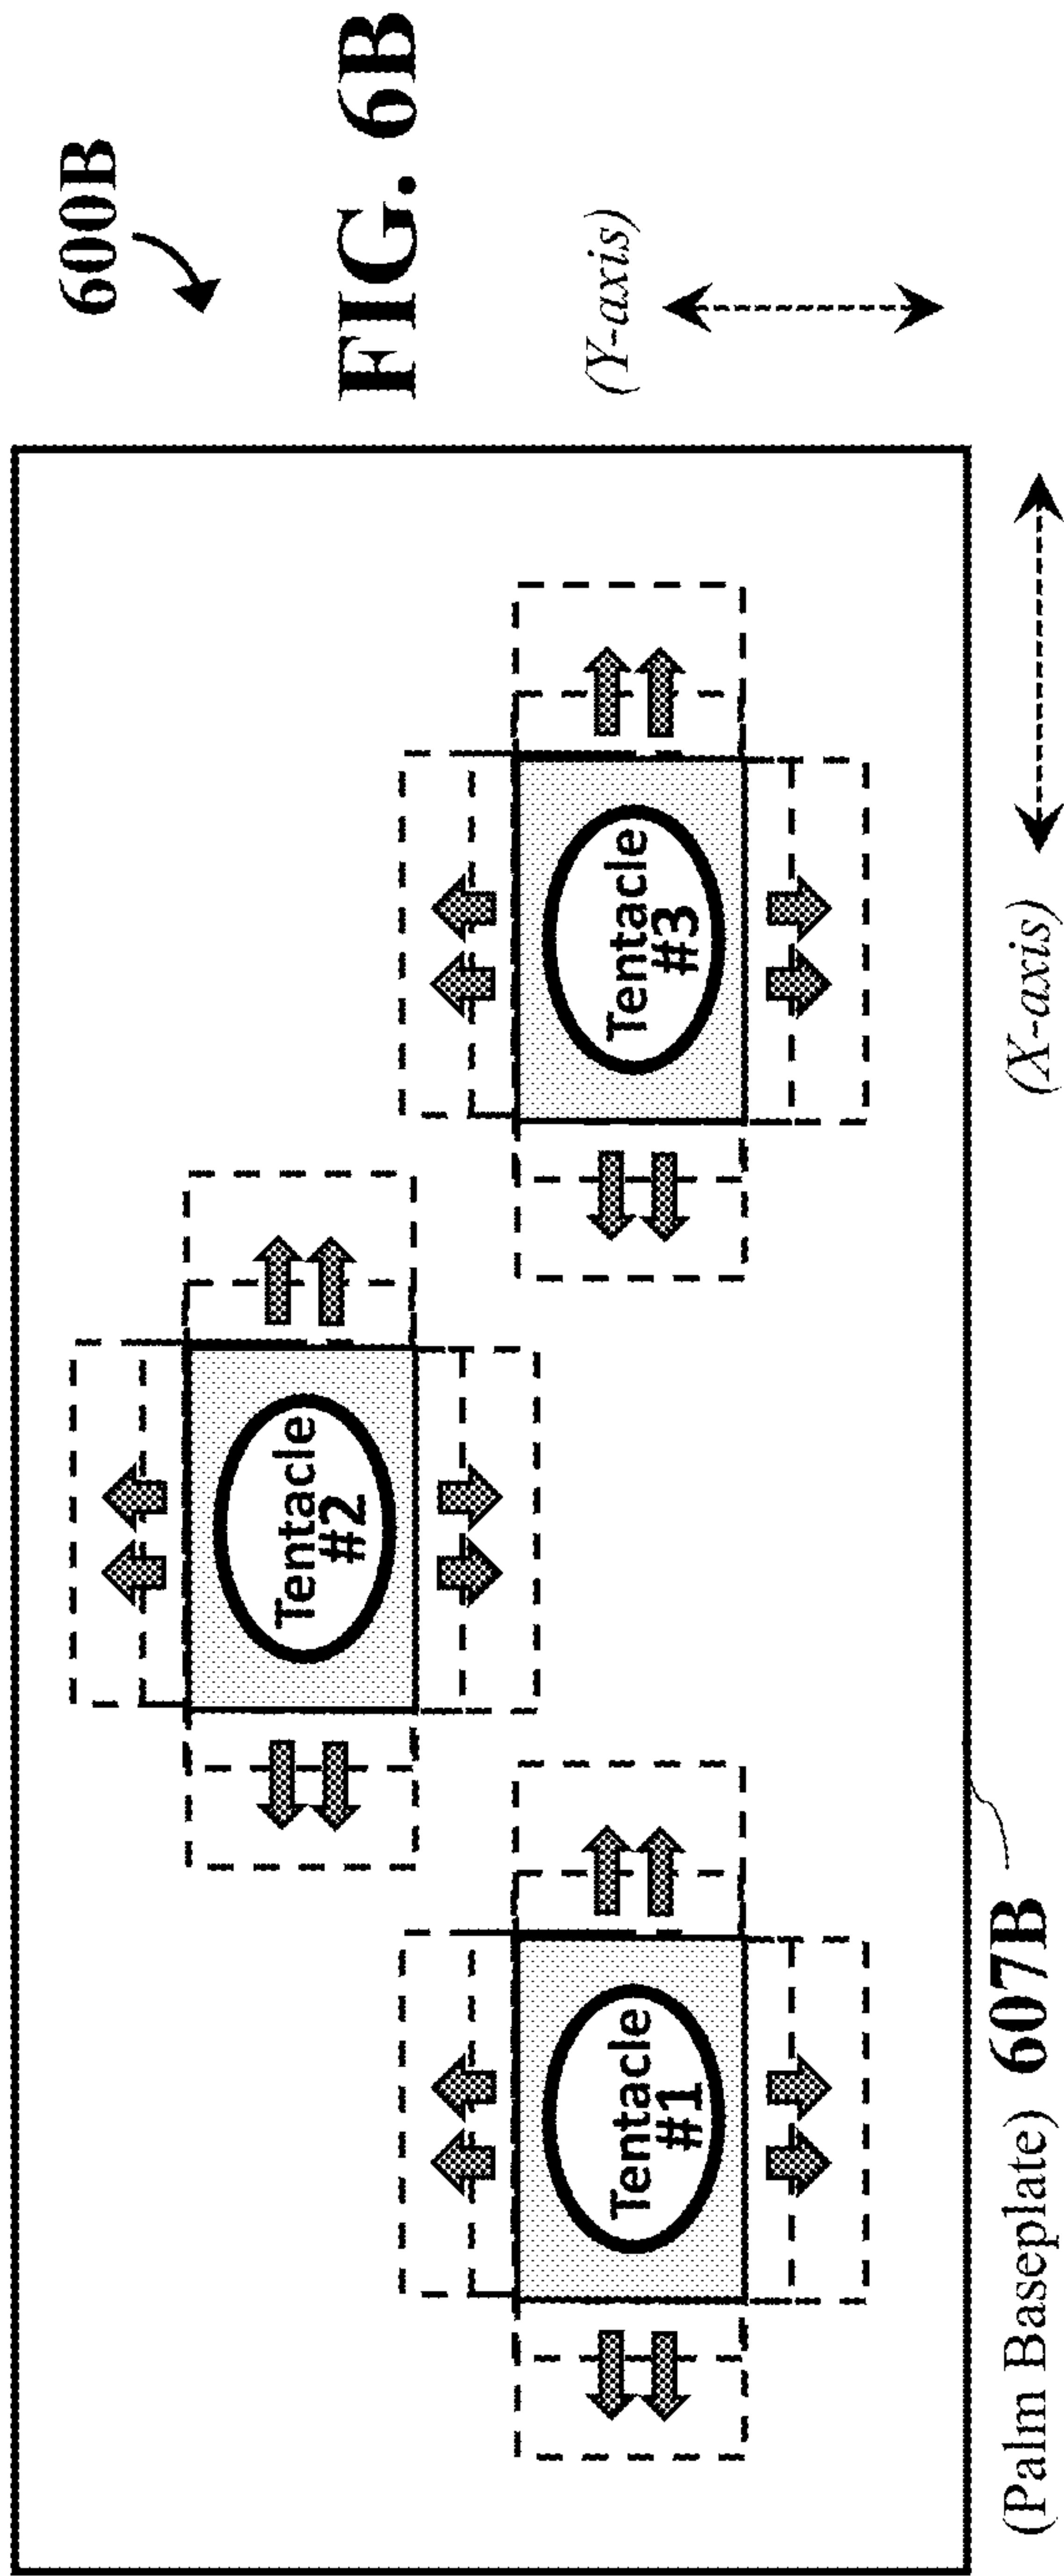 600B
Tentacle
#2
FIG. 6B
(Y-axis)
Tentacle
#1
Tentacle
#3
(Palm Baseplate) 607B
(X-axis)